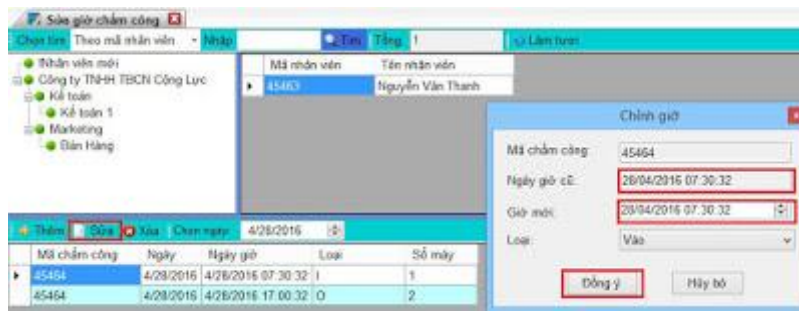 Sửa giờ chấm công
Chọn tìm Theo mã nhân viên Nhập Tìm Tổng 1 Làm tươi
Nhân viên mới
Công ty TNHH TBCN Cộng Lực
Kế toán
Kế toán 1
Marketing
Bán Hàng
Mã nhân viên Tên nhân viên
45463 Nguyễn Văn Thanh
Chỉnh giờ
Mã chấm công: 45464
Ngày giờ cũ: 28/04/2016 07:30:32
Giờ mới: 28/04/2016 07:30:32
Loại: Vào
Đồng ý Hủy bỏ
Thêm Sửa Xóa Chọn ngày 4/28/2016
Mã chấm công Ngày Ngày giờ Loại Số máy
45464 4/28/2016 4/28/2016 07:30:32 I 1
45464 4/28/2016 4/28/2016 17:00:32 O 2